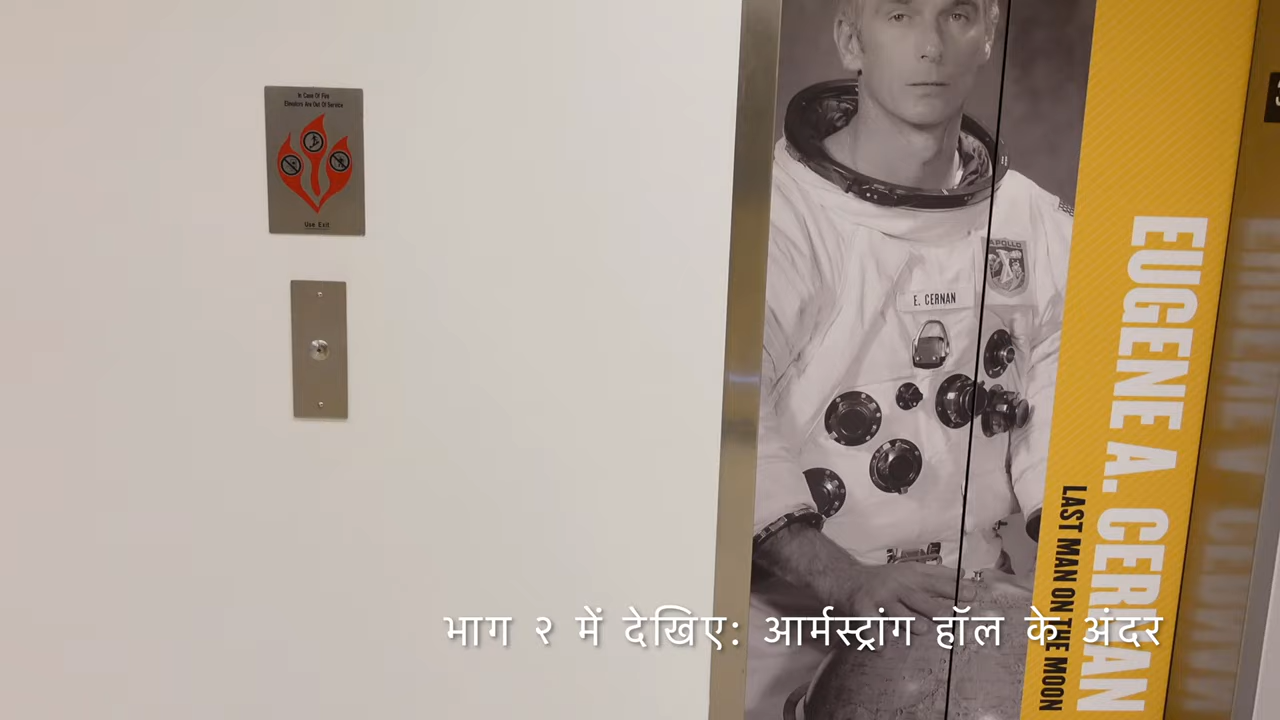 In Case Of Fire
Elevators Are Out Of Service
Use Exit
APOLLO
E. CERNAN
EUGENE A. CERNAN
LAST MAN ON THE MOON
भाग २ में देखिए: आर्मस्ट्रांग हॉल के अंदर